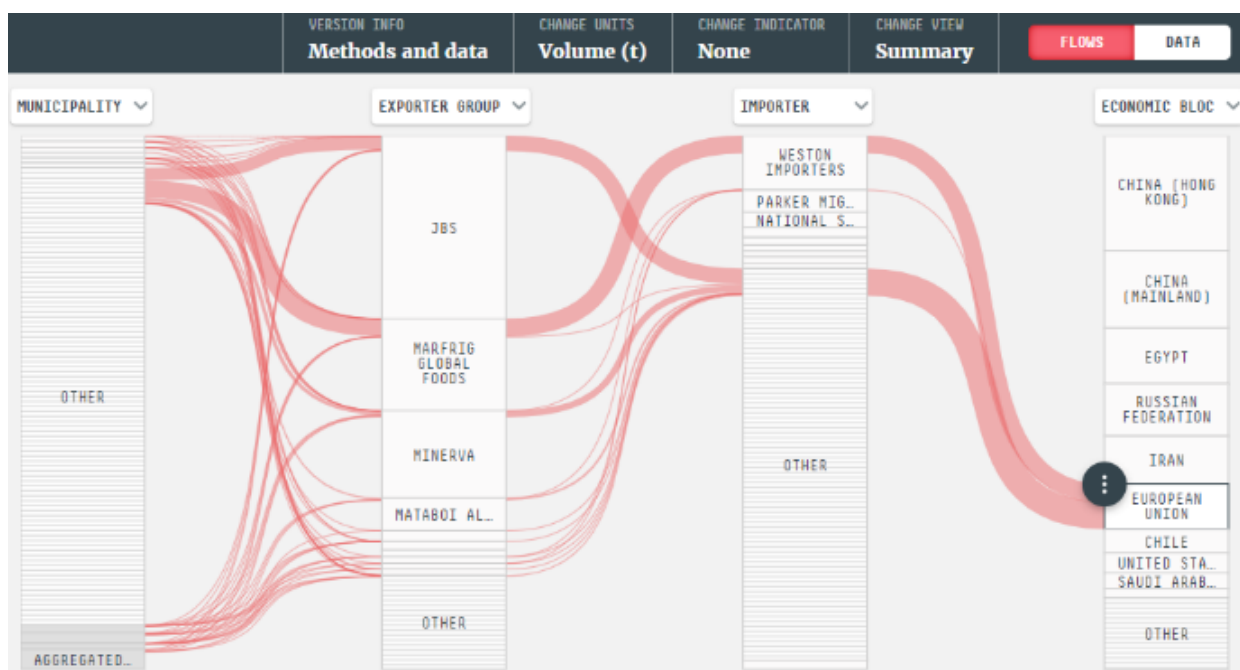 VERSION INFO
Methods and data
CHANGE UNITS
Volume (t)
CHANGE INDICATOR
None
CHANGE VIEW
Summary
FLOWS
DATA
MUNICIPALITY
EXPORTER GROUP
IMPORTER
ECONOMIC BLOC
OTHER
AGGREGATED…
JBS
MARFRIG
GLOBAL
FOODS
MINERVA
MATABOI AL…
OTHER
WESTON
IMPORTERS
PARKER MIG…
NATIONAL S…
OTHER
CHINA (HONG
KONG)
CHINA
(MAINLAND)
EGYPT
RUSSIAN
FEDERATION
IRAN
EUROPEAN
UNION
CHILE
UNITED STA…
SAUDI ARAB…
OTHER